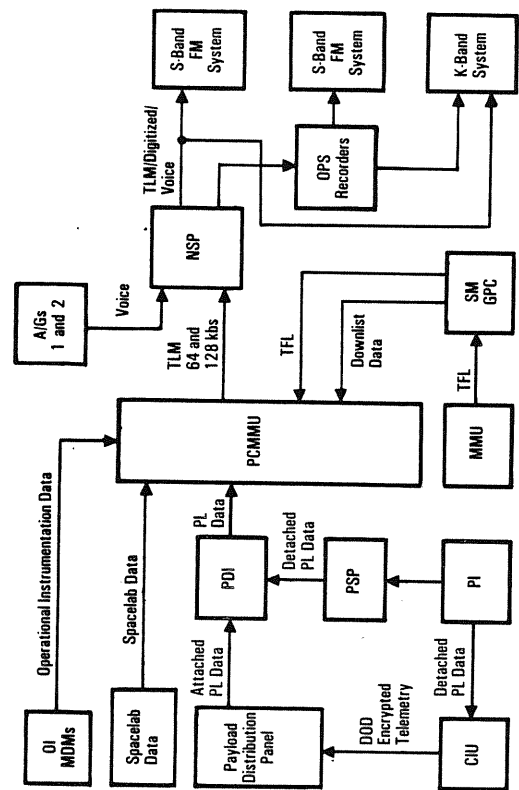 OI
MDMs
Operational Instrumentation Data
Spacelab
Data
Spacelab Data
Payload
Distribution
Panel
Attached
PL Data
PDI
PL
Data
Detached
PL Data
PSP
PI
Detached
PL Data
CIU
DOD
Encrypted
Telemetry
PCMMU
A/Gs
1 and 2
Voice
TLM
64 and
128 kbs
NSP
TLM/Digitized/
Voice
S-Band
FM
System
OPS
Recorders
S-Band
FM
System
K-Band
System
TFL
Downlist
Data
SM
GPC
TFL
MMU